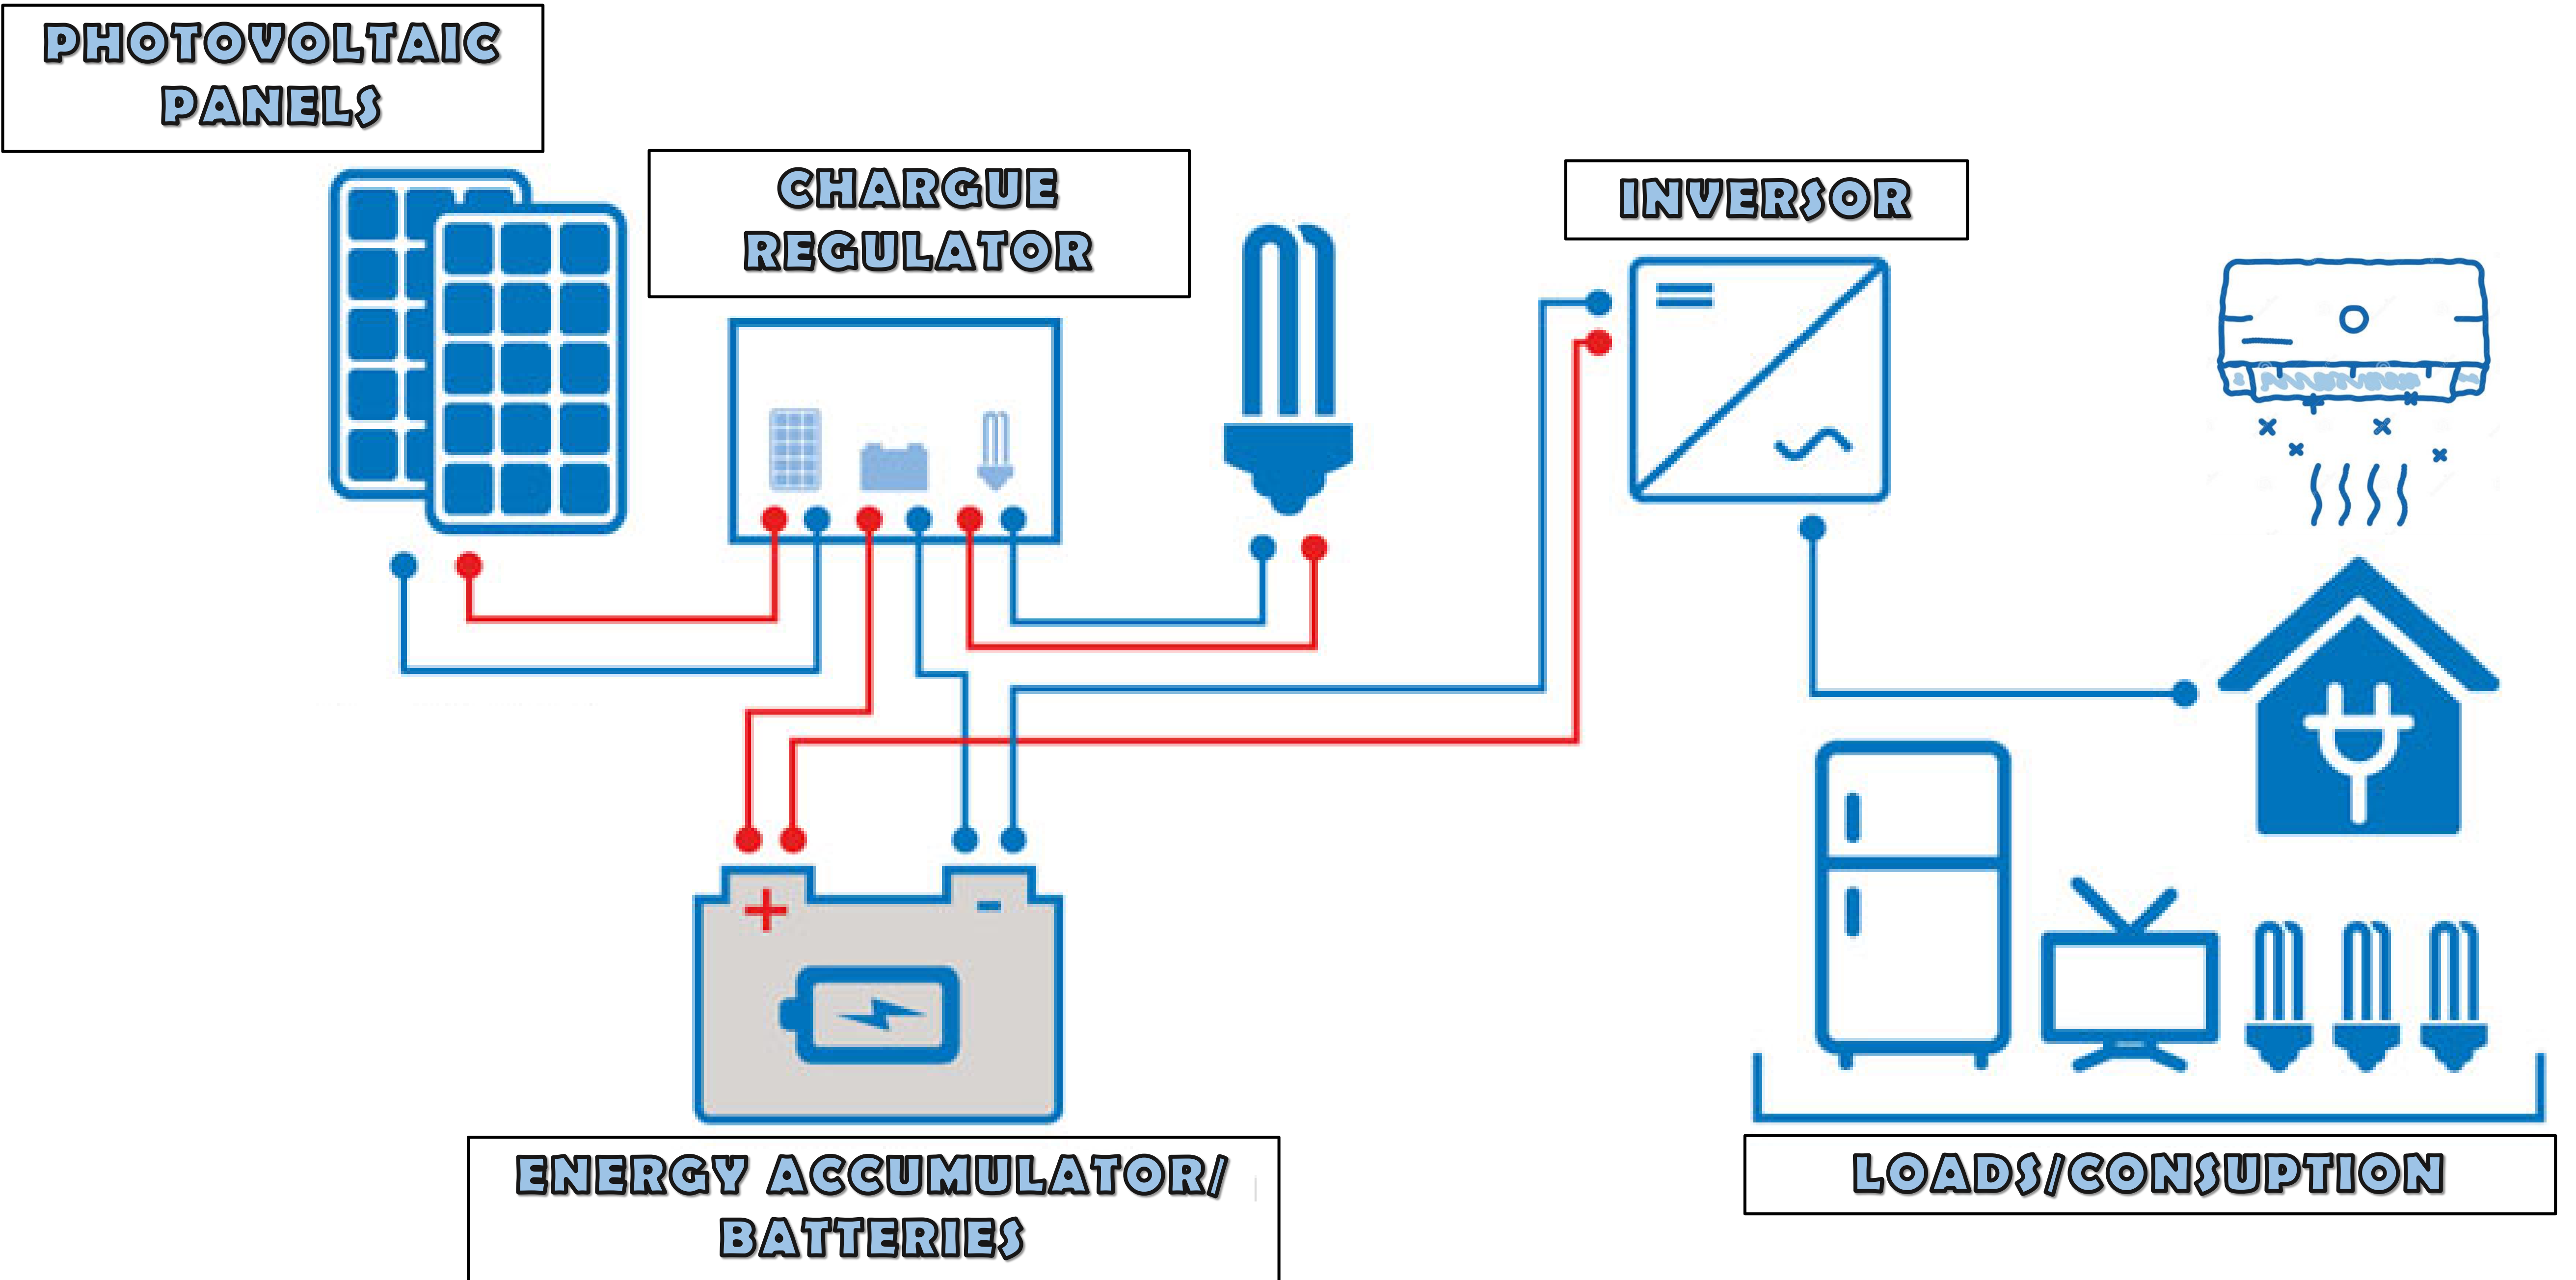 PHOTOVOLTAIC
PANELS
CHARGUE
REGULATOR
INVERSOR
+
-
ENERGY ACCUMULATOR/
BATTERIES
LOADS/CONSUPTION